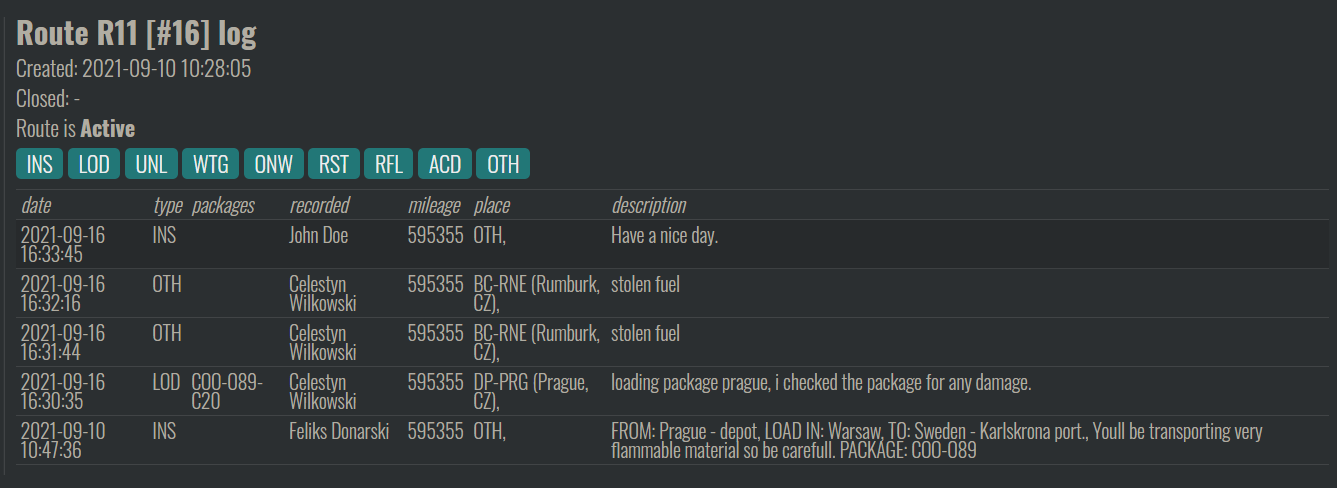 Route R11 [#16] log
Created: 2021-09-10 10:28:05
Closed: -
Route is Active
INS LOD UNL WTG ONW RST RFL ACD OTH
date type packages recorded mileage place description
2021-09-16 16:33:45 INS John Doe 595355 OTH, Have a nice day.
2021-09-16 16:32:16 OTH Celestyn Wilkowski 595355 BC-RNE (Rumburk, CZ), stolen fuel
2021-09-16 16:31:44 OTH Celestyn Wilkowski 595355 BC-RNE (Rumburk, CZ), stolen fuel
2021-09-16 16:30:35 LOD COO-O89-C20 Celestyn Wilkowski 595355 DP-PRG (Prague, CZ), loading package prague, i checked the package for any damage.
2021-09-10 10:47:36 INS Feliks Donarski 595355 OTH, FROM: Prague - depot, LOAD IN: Warsaw, TO: Sweden - Karlskrona port., Youll be transporting very flammable material so be carefull. PACKAGE: COO-O89